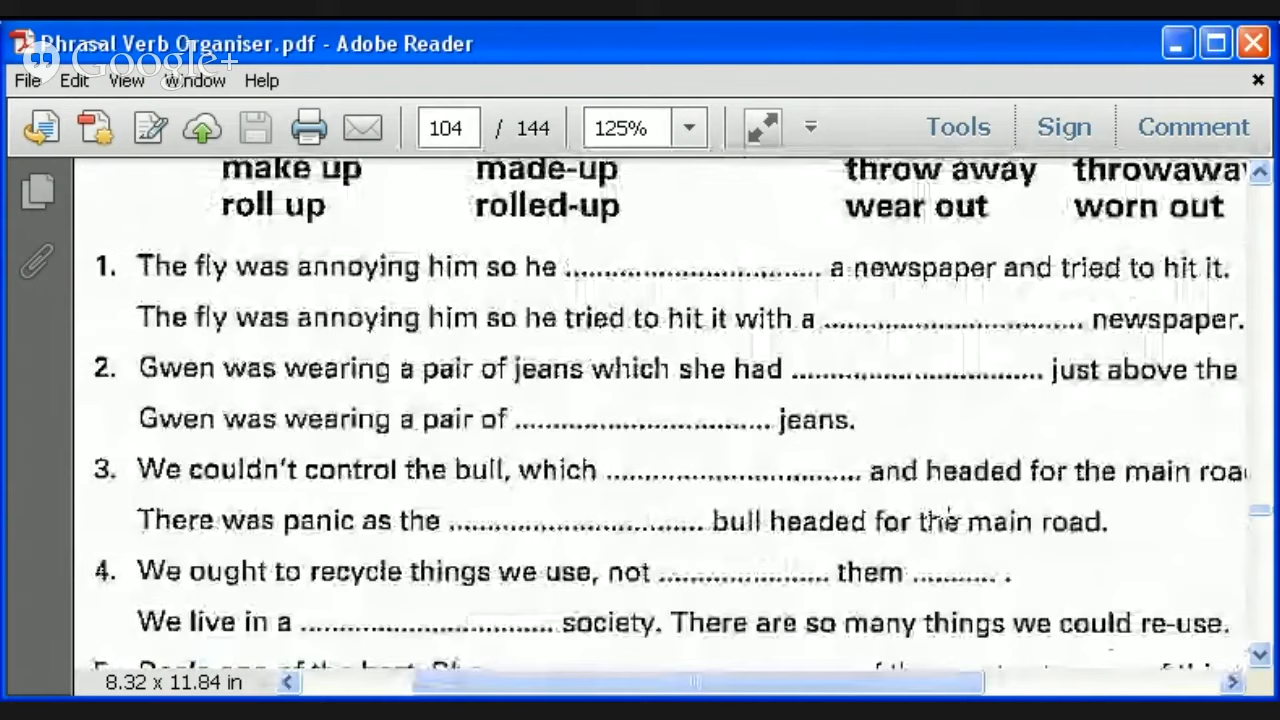 Phrasal Verb Organiser.pdf - Adobe Reader
Google+
File Edit View Window Help
104 / 144 125% Tools Sign Comment
make up made-up throw away throwaway
roll up rolled-up wear out worn out
1. The fly was annoying him so he .............................. a newspaper and tried to hit it.
The fly was annoying him so he tried to hit it with a .............................. newspaper.
2. Gwen was wearing a pair of jeans which she had .............................. just above the
Gwen was wearing a pair of .............................. jeans.
3. We couldn't control the bull, which .............................. and headed for the main roa
There was panic as the .............................. bull headed for the main road.
4. We ought to recycle things we use, not .................... them .......... .
We live in a .............................. society. There are so many things we could re-use.
8.32 x 11.84 in